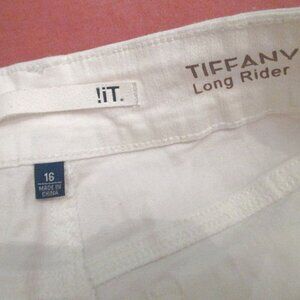 !iT.
TIFFANY
Long Rider
16
MADE IN
CHINA